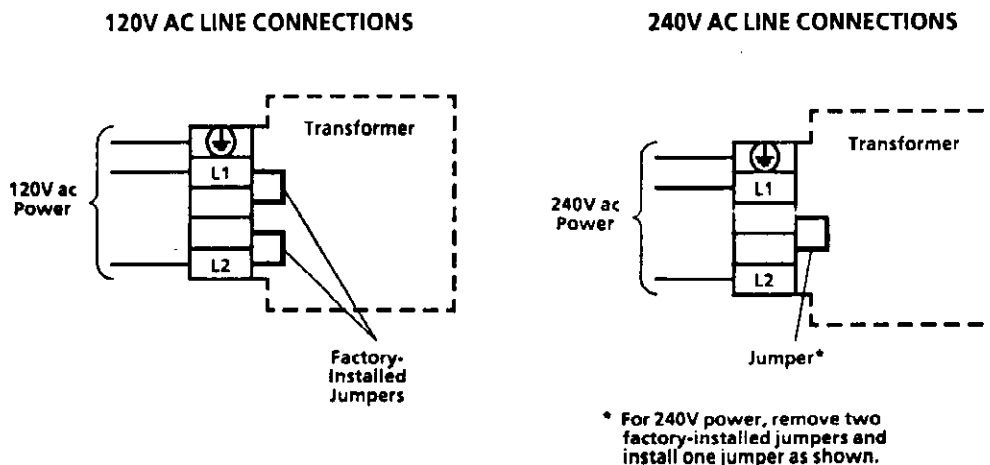 120V AC LINE CONNECTIONS
Transformer
L1
120V ac
Power
L2
Factory-
Installed
Jumpers
240V AC LINE CONNECTIONS
Transformer
L1
240V ac
Power
L2
Jumper*
* For 240V power, remove two
factory-installed jumpers and
install one jumper as shown.